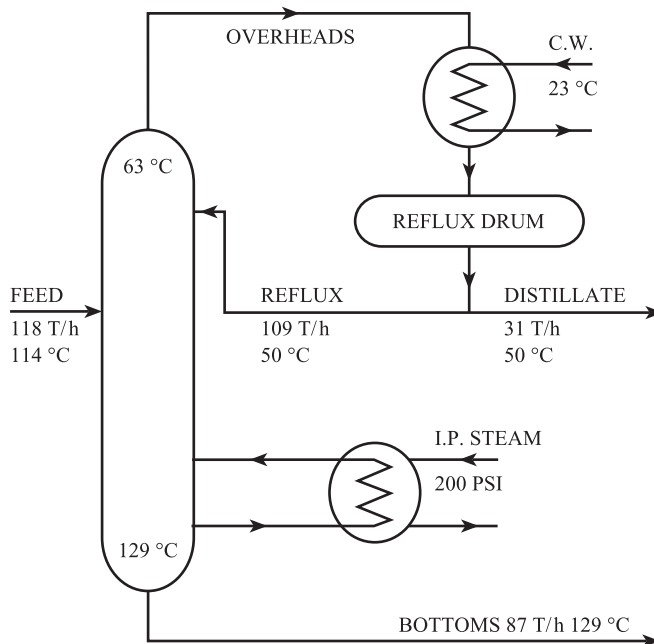 OVERHEADS
C.W.
23 °C
63 °C
REFLUX DRUM
FEED
118 T/h
114 °C
REFLUX
109 T/h
50 °C
DISTILLATE
31 T/h
50 °C
I.P. STEAM
200 PSI
129 °C
BOTTOMS 87 T/h 129 °C